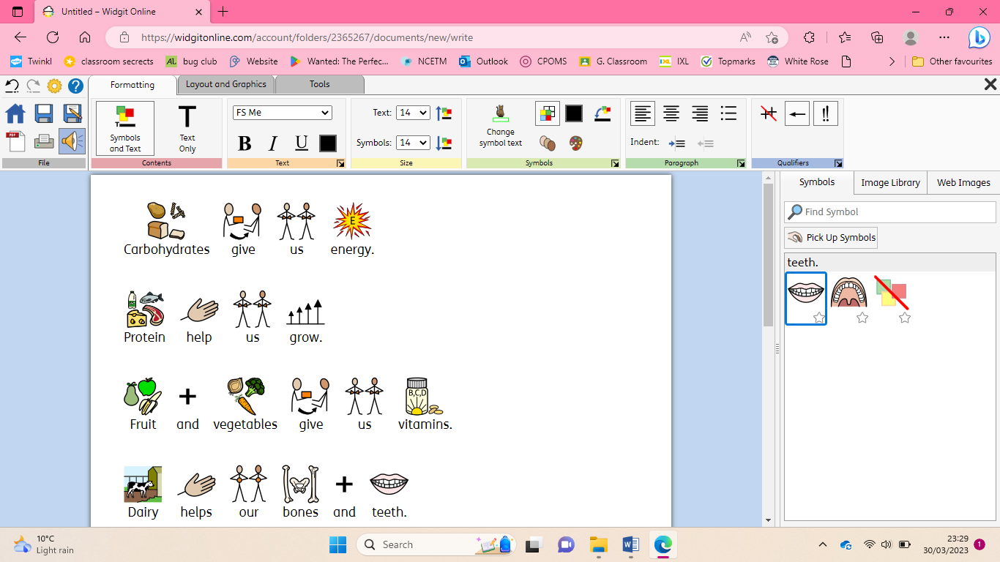 Untitled – Widgit Online
https://widgitonline.com/account/folders/2365267/documents/new/write
Twinkl classroom secrects bug club Website Wanted: The Perfec... NCETM Outlook CPOMS G. Classroom IXL Topmarks White Rose Other favourites
Formatting Layout and Graphics Tools
FS Me Text: 14
Symbols and Text Text Only B I U Symbols: 14 Change symbol text Indent:
File Contents Text Size Symbols Paragraph Qualifiers
Symbols Image Library Web Images
Find Symbol
Pick Up Symbols
teeth.
E
Carbohydrates give us energy.
Protein help us grow.
B,C,D
Fruit and vegetables give us vitamins.
Dairy helps our bones and teeth.
10°C
Light rain
Search
23:29
30/03/2023
1